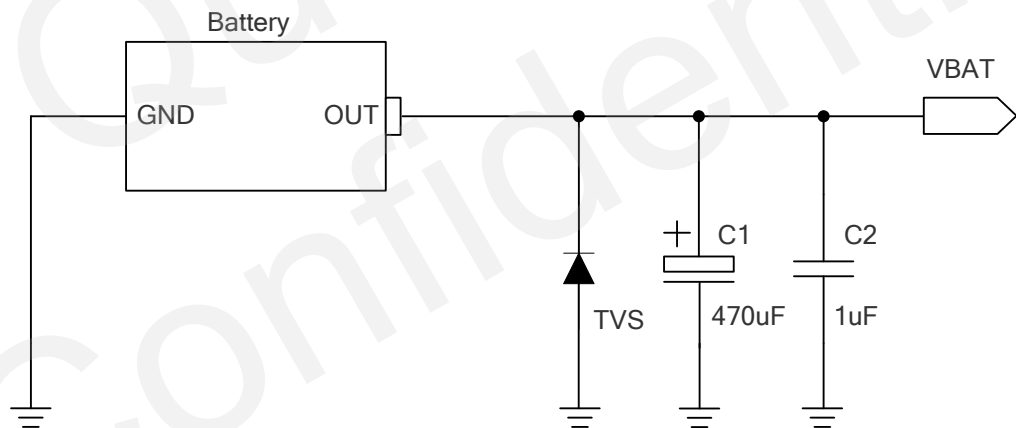 Battery
VBAT
GND OUT
C1 C2
TVS 470uF 1uF